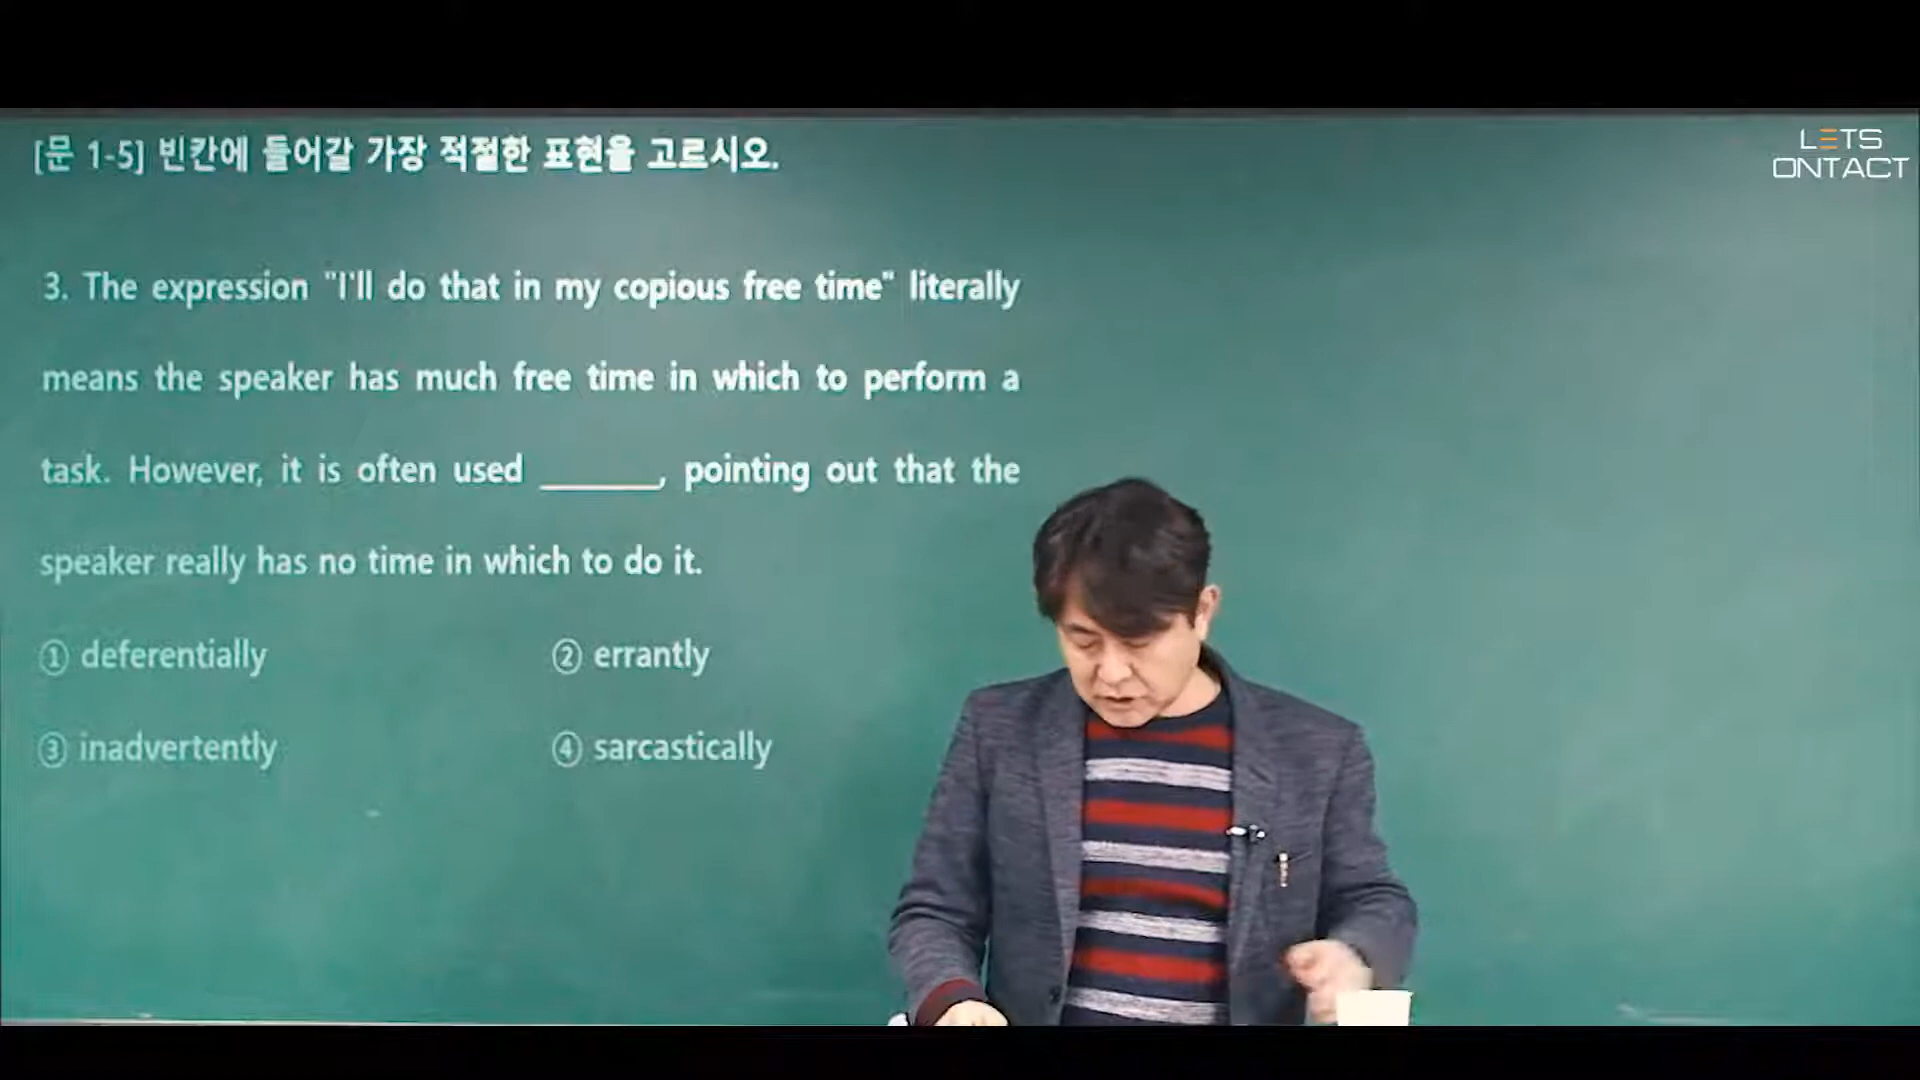 [문 1-5] 빈칸에 들어갈 가장 적절한 표현을 고르시오.
LETS
ONTACT
3. The expression "I'll do that in my copious free time" literally
means the speaker has much free time in which to perform a
task. However, it is often used ______, pointing out that the
speaker really has no time in which to do it.
① deferentially ② errantly
③ inadvertently ④ sarcastically